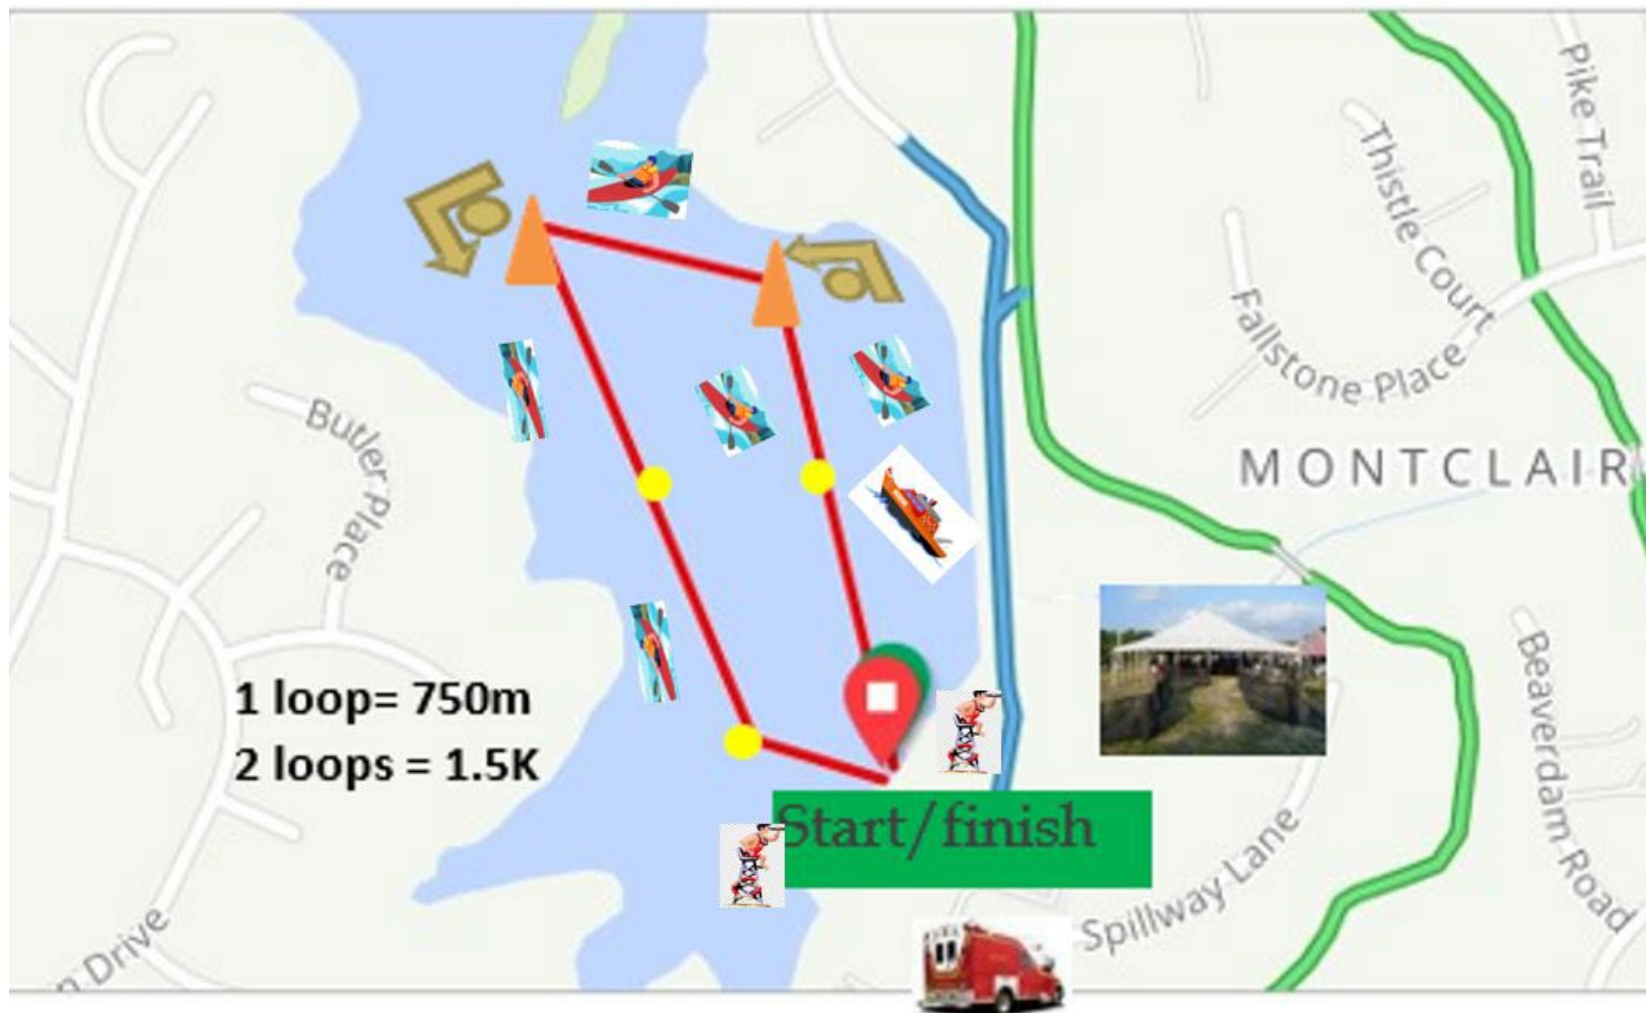 Pike Trail
Thistle Court
Fallstone Place
MONTCLAIR
Butler Place
1 loop= 750m
2 loops = 1.5K
Start/finish
Spillway Lane
Beaverdam Road
n Drive